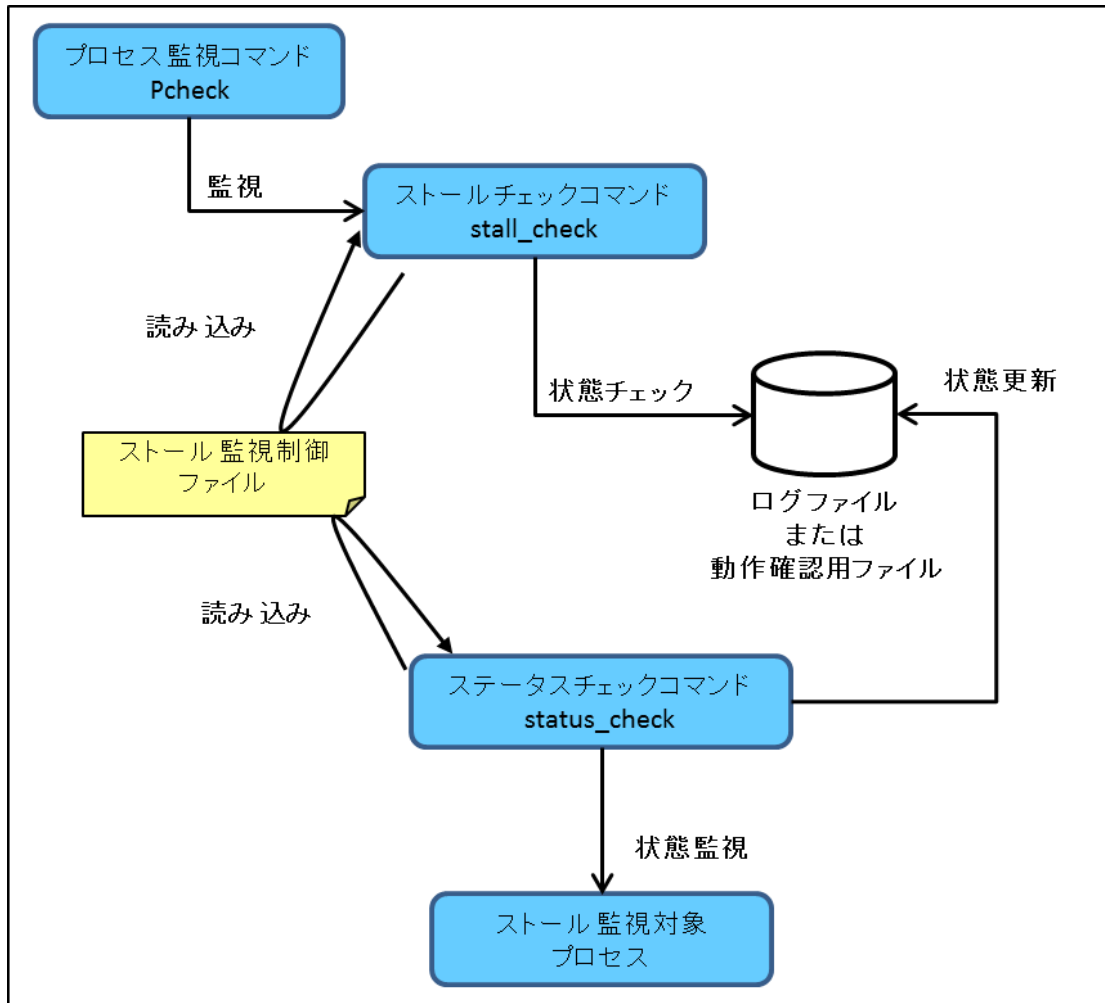 プロセス監視コマンド
Pcheck
監視
ストールチェックコマンド
stall_check
読み込み
状態チェック
状態更新
ストール監視制御
ファイル
ログファイル
または
動作確認用ファイル
読み込み
ステータスチェックコマンド
status_check
状態監視
ストール監視対象
プロセス